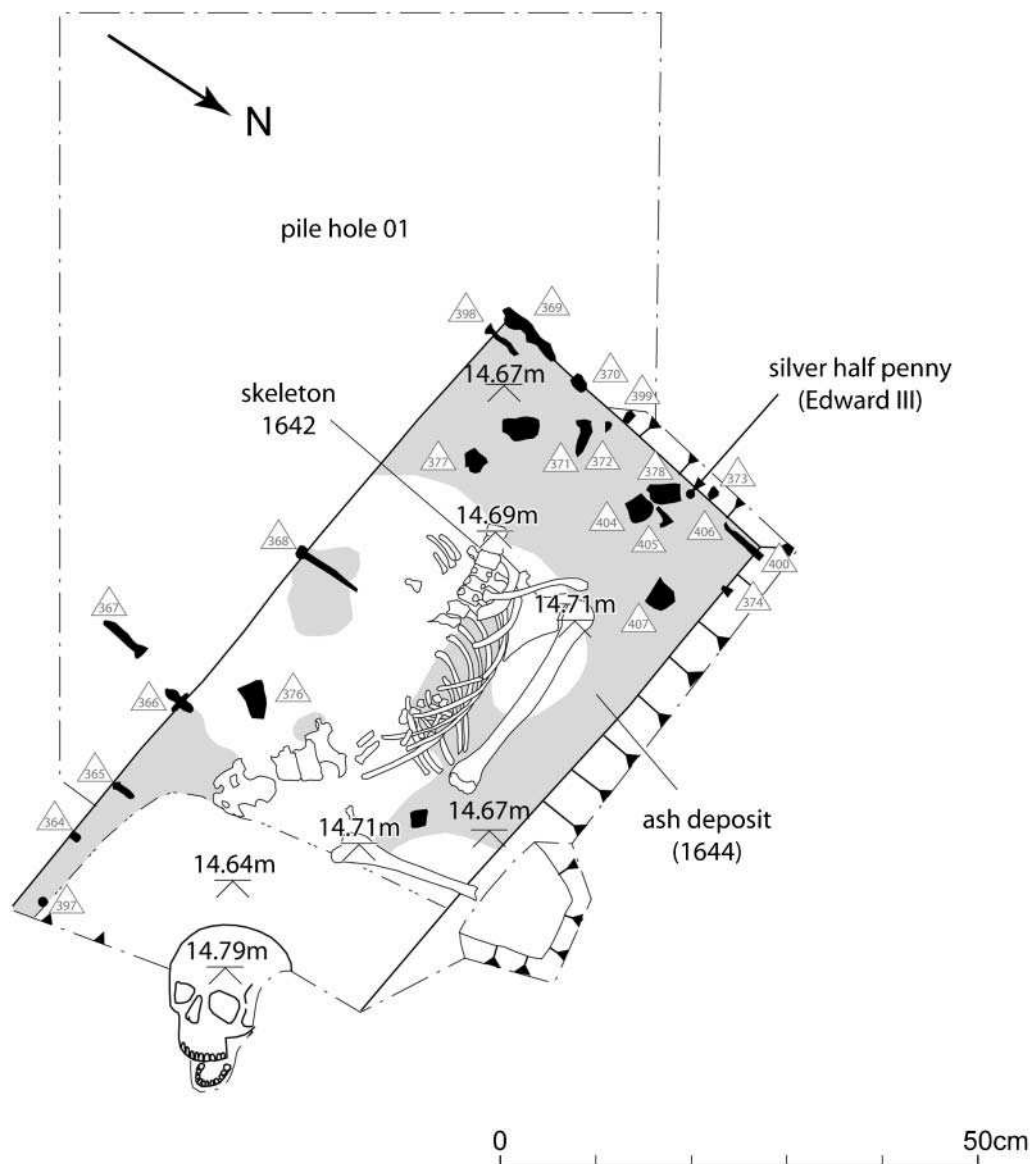 N
pile hole 01
398
369
14.67m
370
399
silver half penny
(Edward III)
skeleton
1642
377
371
372
378
373
14.69m
404
405
406
368
400
14.71m
374
407
367
376
366
365
14.67m
ash deposit
(1644)
364
14.71m
14.64m
397
14.79m
0
50cm